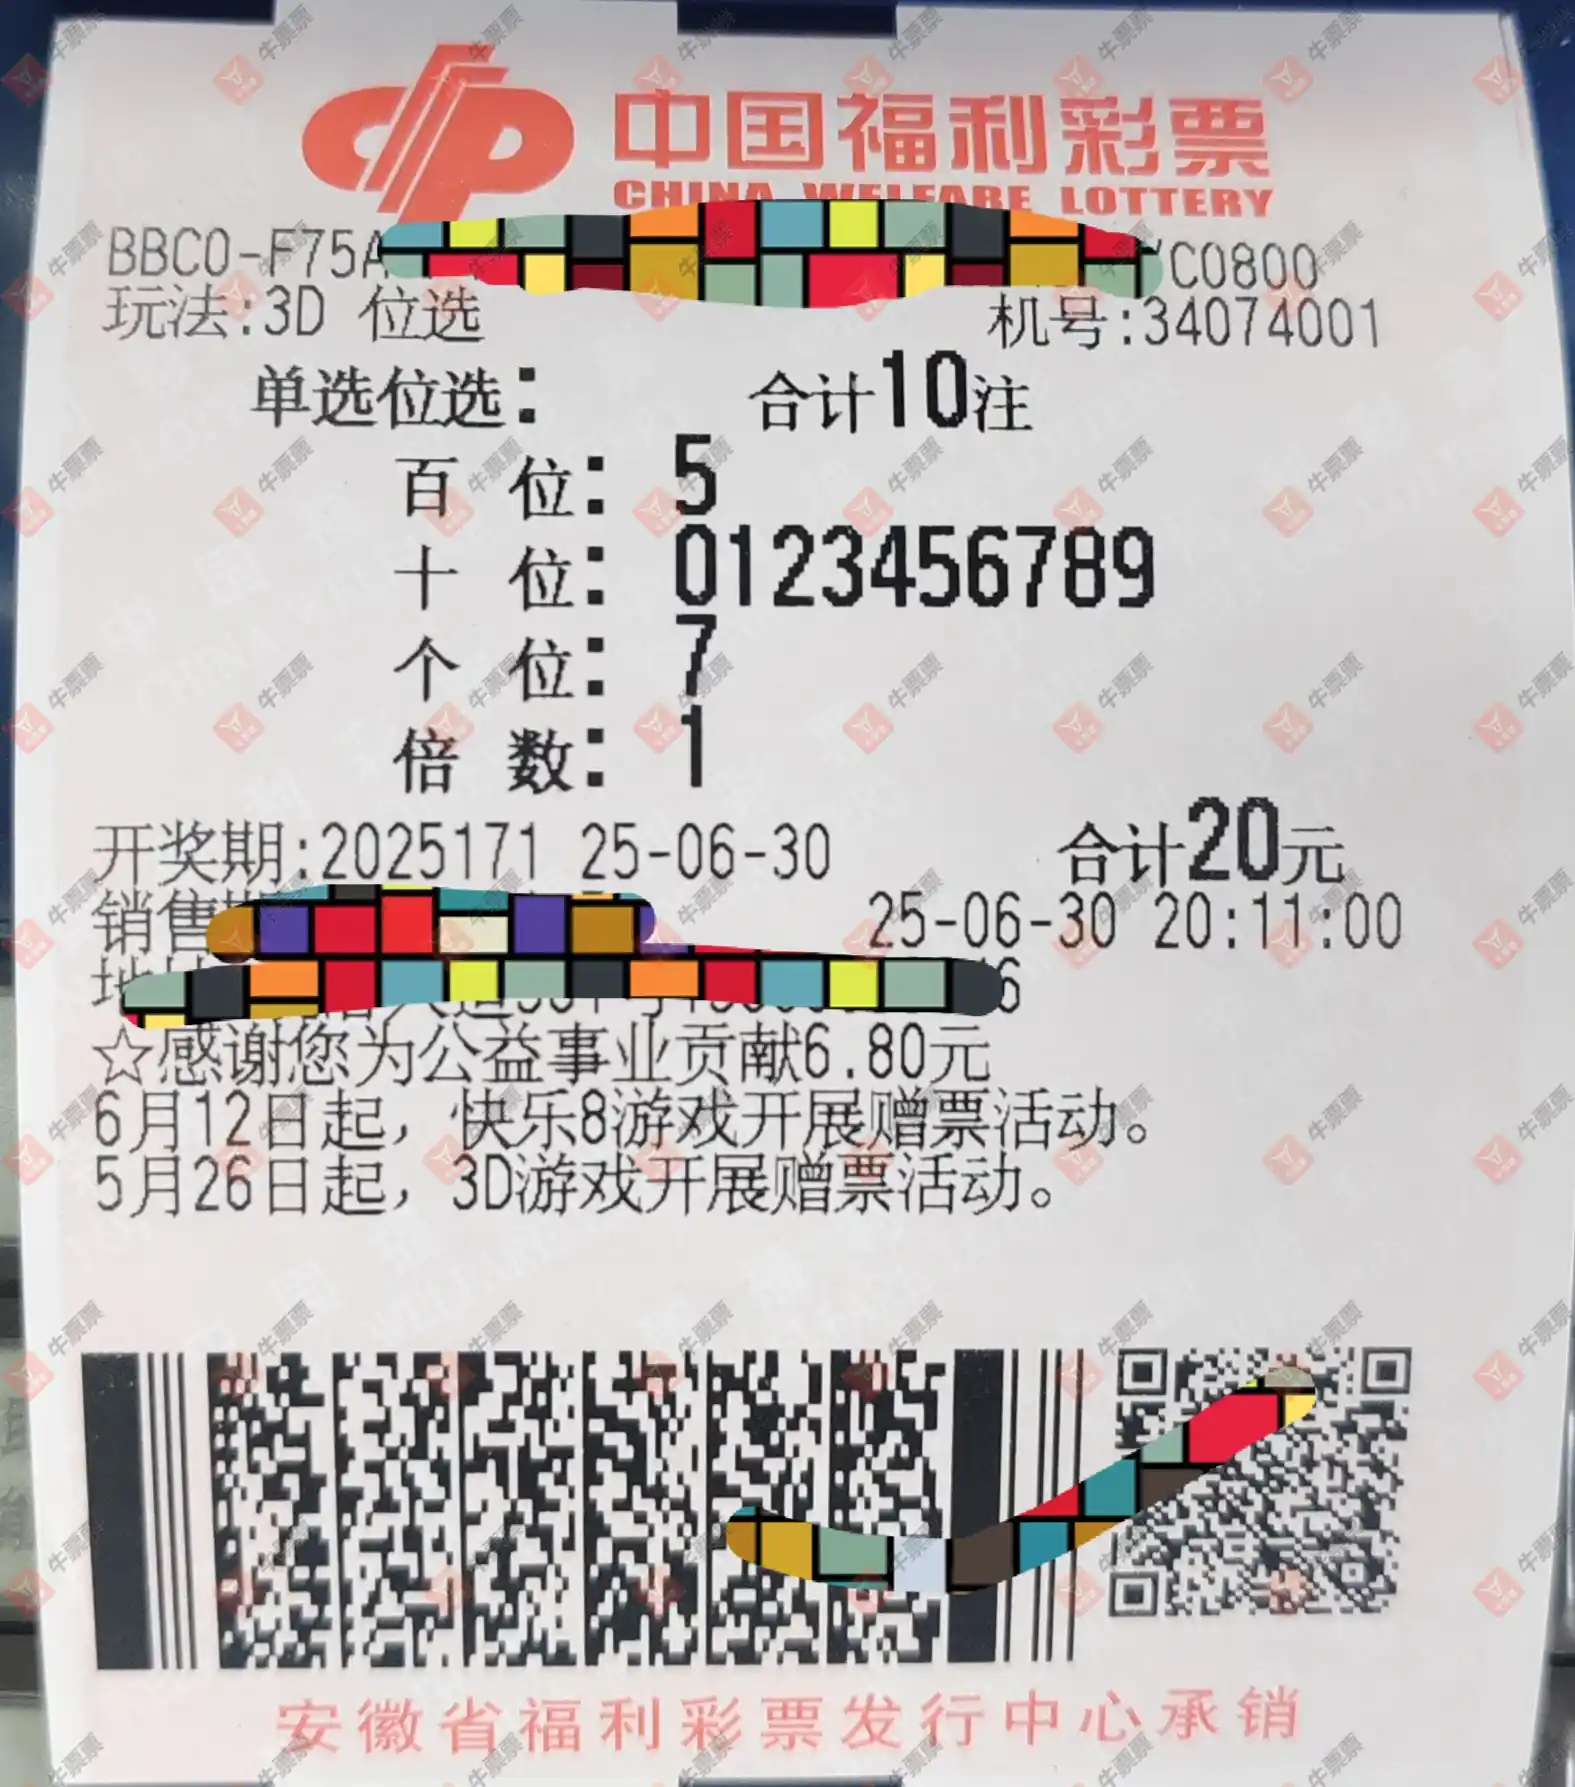 中国福利彩票
CHINA WELFARE LOTTERY
BBC0-F75A
C0800
玩法:3D 位选 机号:34074001
单选位选: 合计10注
百 位: 5
十 位: 0123456789
个 位: 7
倍 数: 1
开奖期:2025171 25-06-30 合计20元
销售 25-06-30 20:11:00
☆感谢您为公益事业贡献6.80元
6月12日起，快乐8游戏开展赠票活动。
5月26日起，3D游戏开展赠票活动。
安徽省福利彩票发行中心承销
牛票票